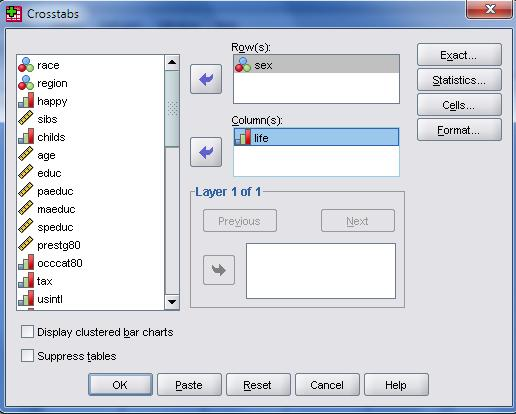 Crosstabs
race
region
happy
sibs
childs
age
educ
paeduc
maeduc
speduc
prestg80
occcat80
tax
usintl
Row(s):
sex
Column(s):
life
Layer 1 of 1
Previous
Next
Exact...
Statistics...
Cells...
Format...
Display clustered bar charts
Suppress tables
OK
Paste
Reset
Cancel
Help